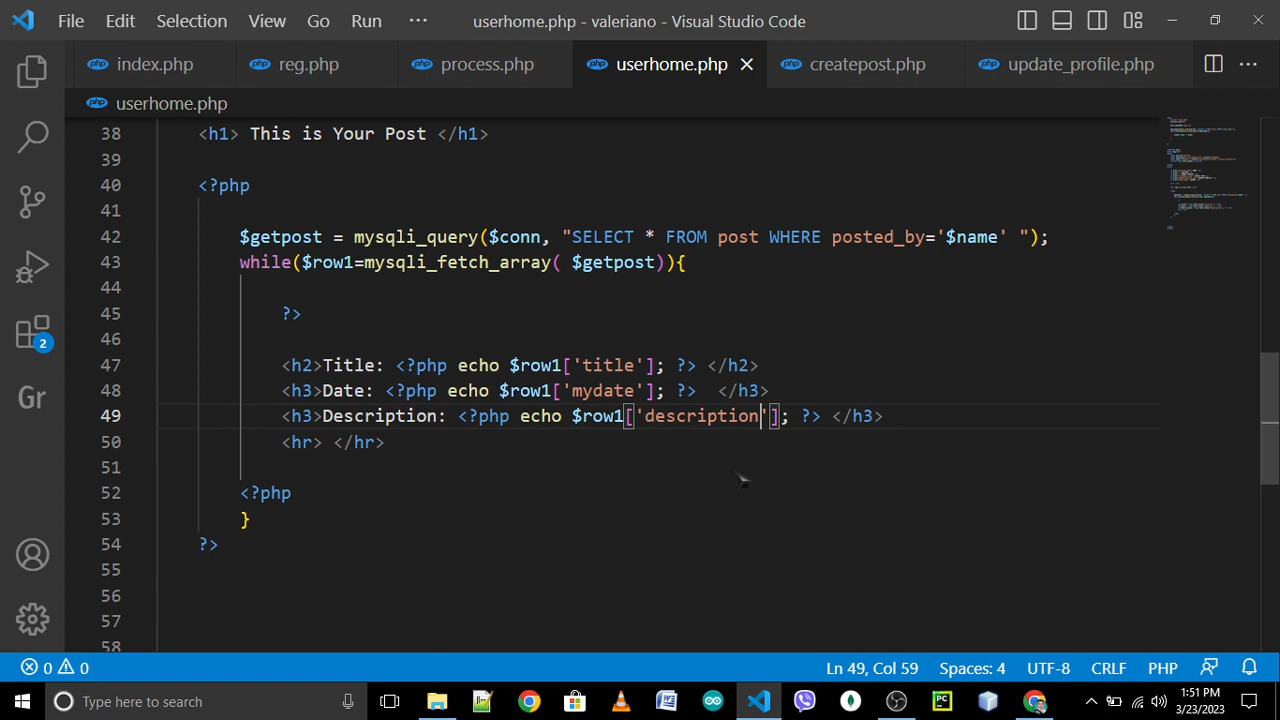 File Edit Selection View Go Run ··· userhome.php - valeriano - Visual Studio Code
index.php reg.php process.php userhome.php createpost.php update_profile.php
userhome.php
38 <h1> This is Your Post </h1>
39
40 <?php
41
42 $getpost = mysqli_query($conn, "SELECT * FROM post WHERE posted_by='$name' ");
43 while($row1=mysqli_fetch_array( $getpost)){
44
45 ?>
46
47 <h2>Title: <?php echo $row1['title']; ?> </h2>
48 <h3>Date: <?php echo $row1['mydate']; ?>  </h3>
49 <h3>Description: <?php echo $row1['description']; ?> </h3>
50 <hr> </hr>
51
52 <?php
53 }
54 ?>
55
56
57
58
2
Gr
0 0 Ln 49, Col 59 Spaces: 4 UTF-8 CRLF PHP
Type here to search 1:51 PM
3/23/2023